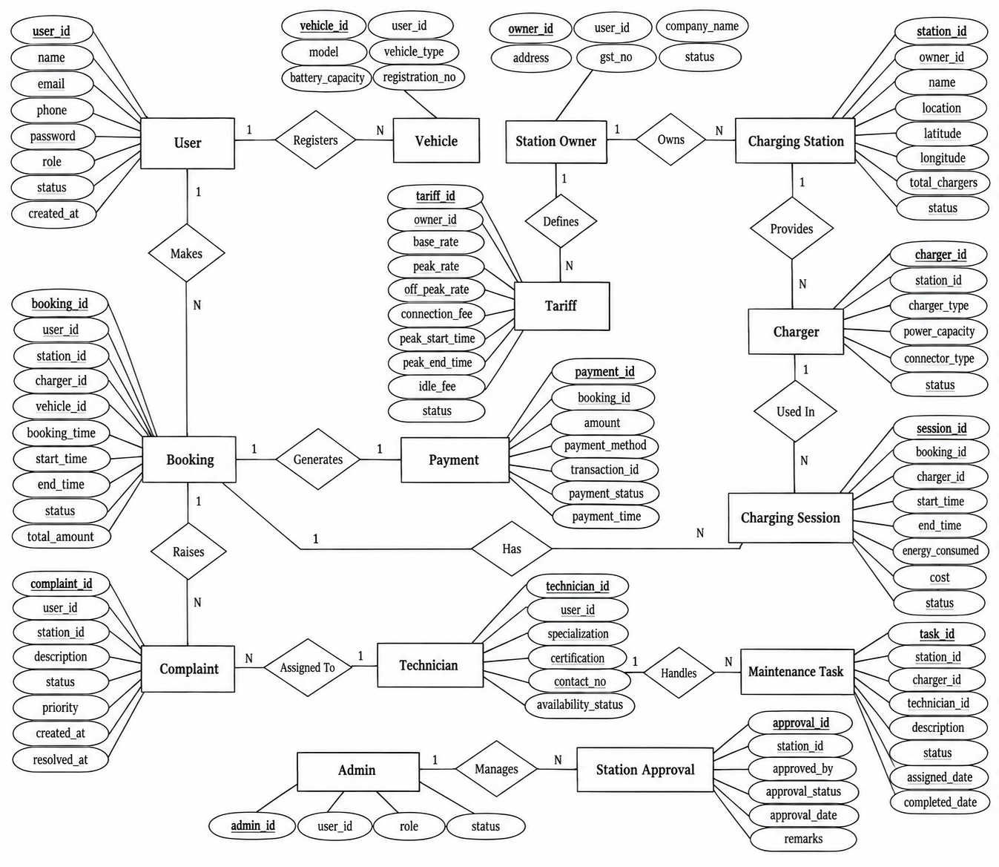 user_id
name
email
phone
password
role
status
created_at
User
1
Registers
N
vehicle_id
user_id
model
vehicle_type
battery_capacity
registration_no
Vehicle
owner_id
user_id
company_name
address
gst_no
status
Station Owner
1
Owns
N
Charging Station
station_id
owner_id
name
location
latitude
longitude
total_chargers
status
1
Makes
N
1
Defines
N
tariff_id
owner_id
base_rate
peak_rate
off_peak_rate
connection_fee
peak_start_time
peak_end_time
idle_fee
status
Tariff
1
Provides
N
charger_id
station_id
charger_type
power_capacity
connector_type
status
Charger
1
Used In
N
booking_id
user_id
station_id
charger_id
vehicle_id
booking_time
start_time
end_time
status
total_amount
Booking
1
Generates
1
Payment
payment_id
booking_id
amount
payment_method
transaction_id
payment_status
payment_time
session_id
booking_id
charger_id
start_time
end_time
energy_consumed
cost
status
Charging Session
1
Has
N
1
Raises
N
complaint_id
user_id
station_id
description
status
priority
created_at
resolved_at
Complaint
N
Assigned To
1
Technician
technician_id
user_id
specialization
certification
contact_no
availability_status
1
Handles
N
Maintenance Task
task_id
station_id
charger_id
technician_id
description
status
assigned_date
completed_date
Admin
1
Manages
N
Station Approval
admin_id
user_id
role
status
approval_id
station_id
approved_by
approval_status
approval_date
remarks